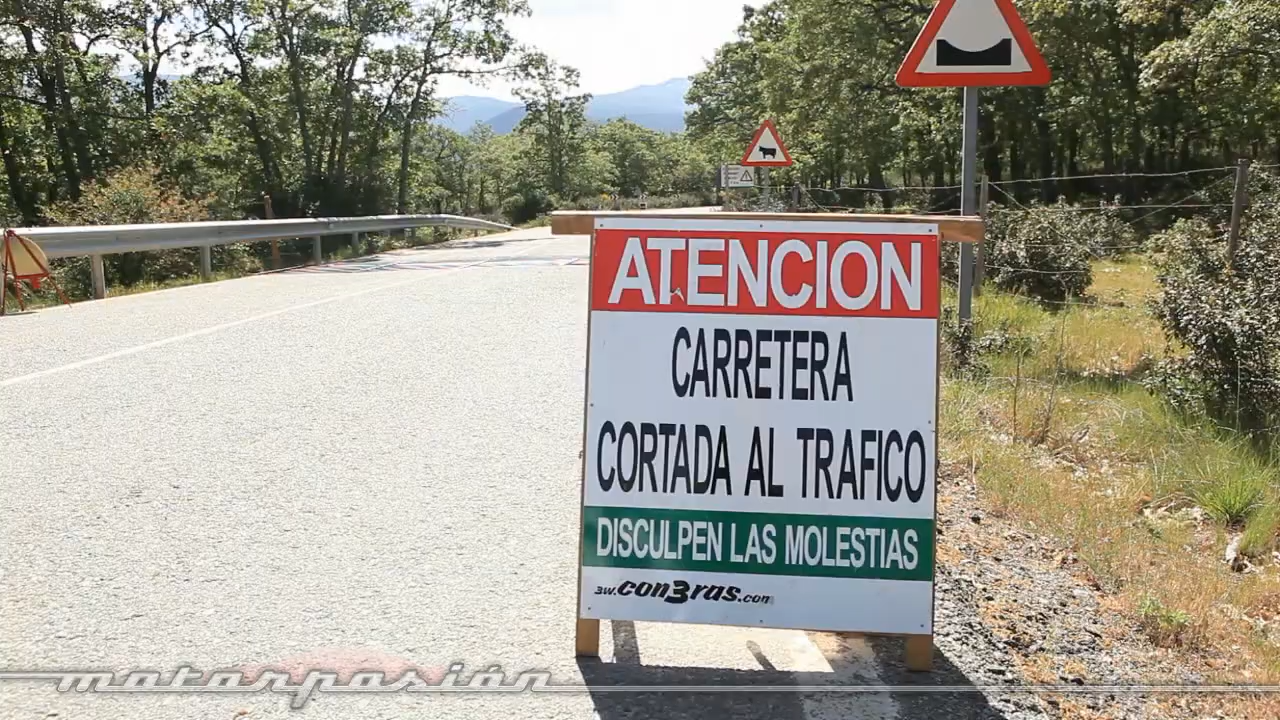 ATENCION
CARRETERA
CORTADA AL TRAFICO
DISCULPEN LAS MOLESTIAS
3w.con3ras.com
motorpasión